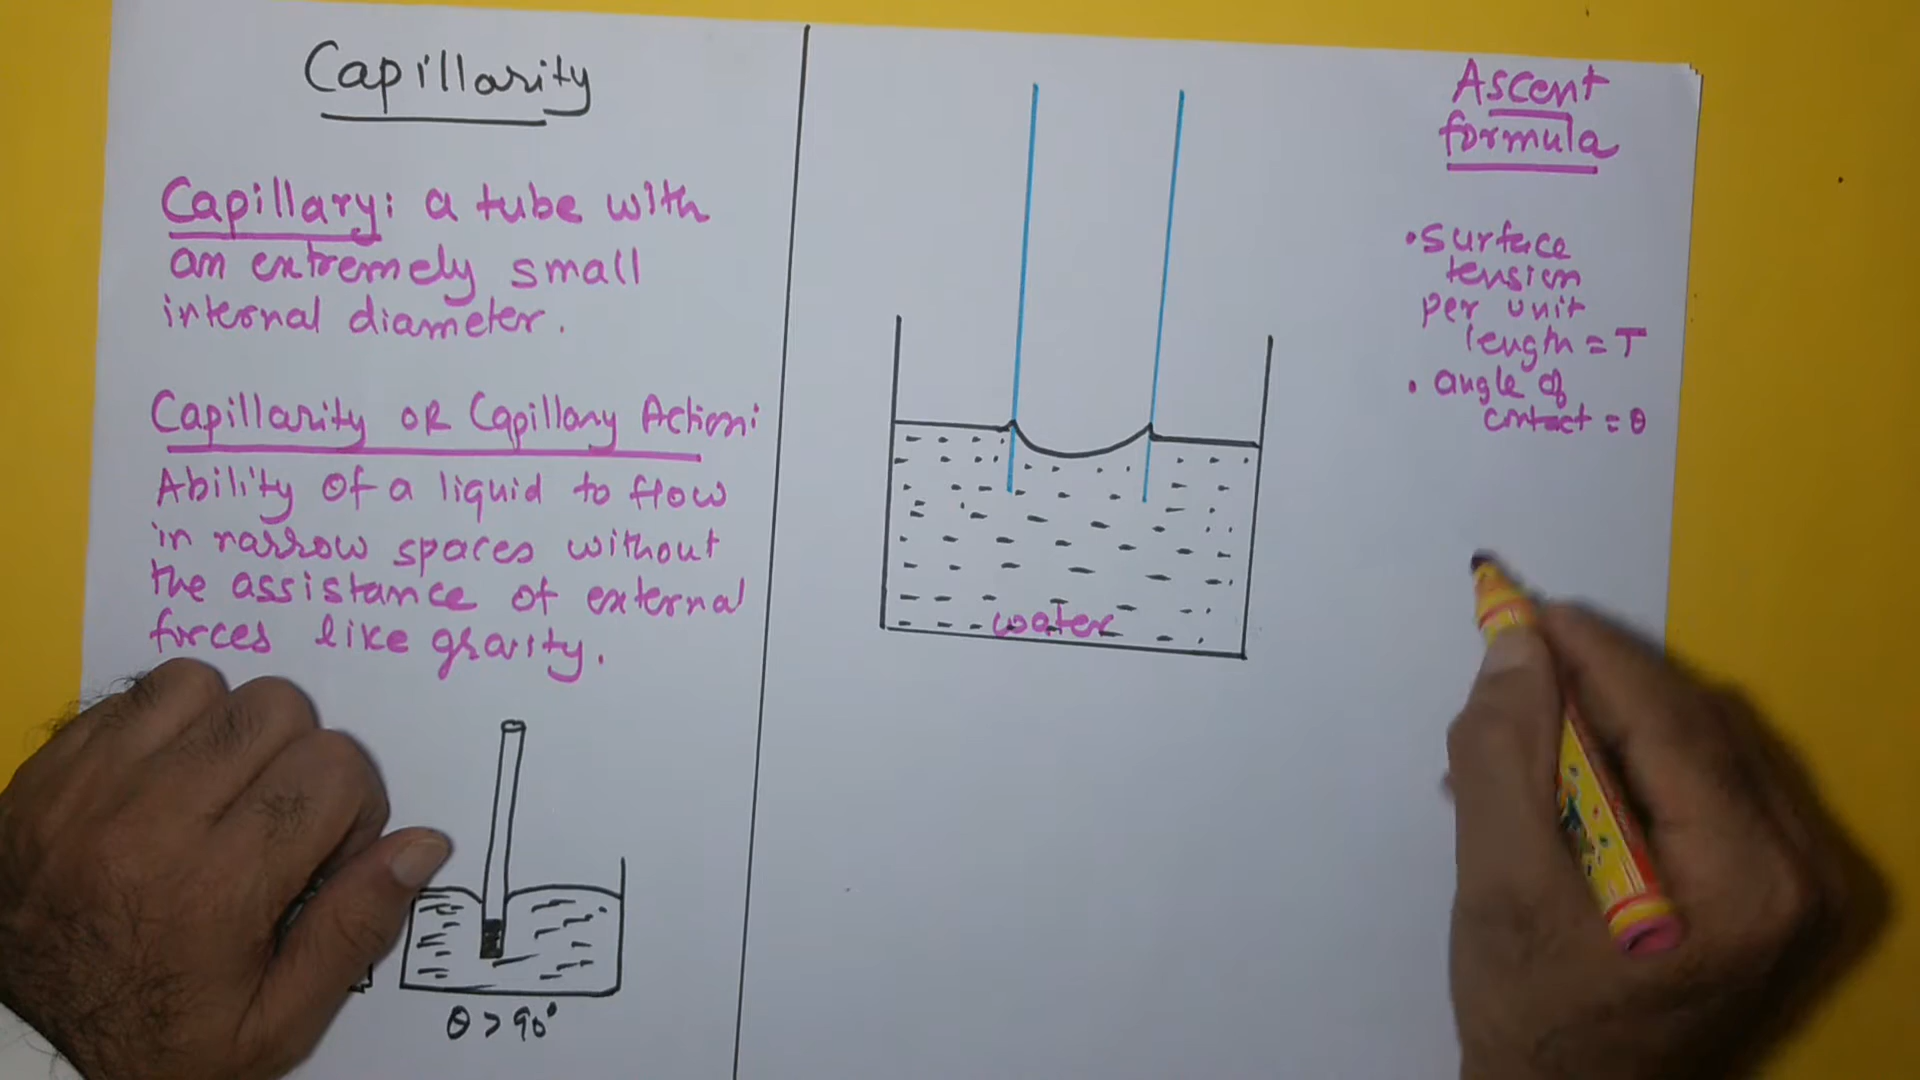 Capillarity
Capillary: a tube with
an extremely small
internal diameter.
Capillarity OR Capillary Action:
Ability of a liquid to flow
in narrow spaces without
the assistance of external
forces like gravity.
θ > 90°
water
Ascent
formula
• surface
tension
per unit
length = T
• angle of
contact = θ